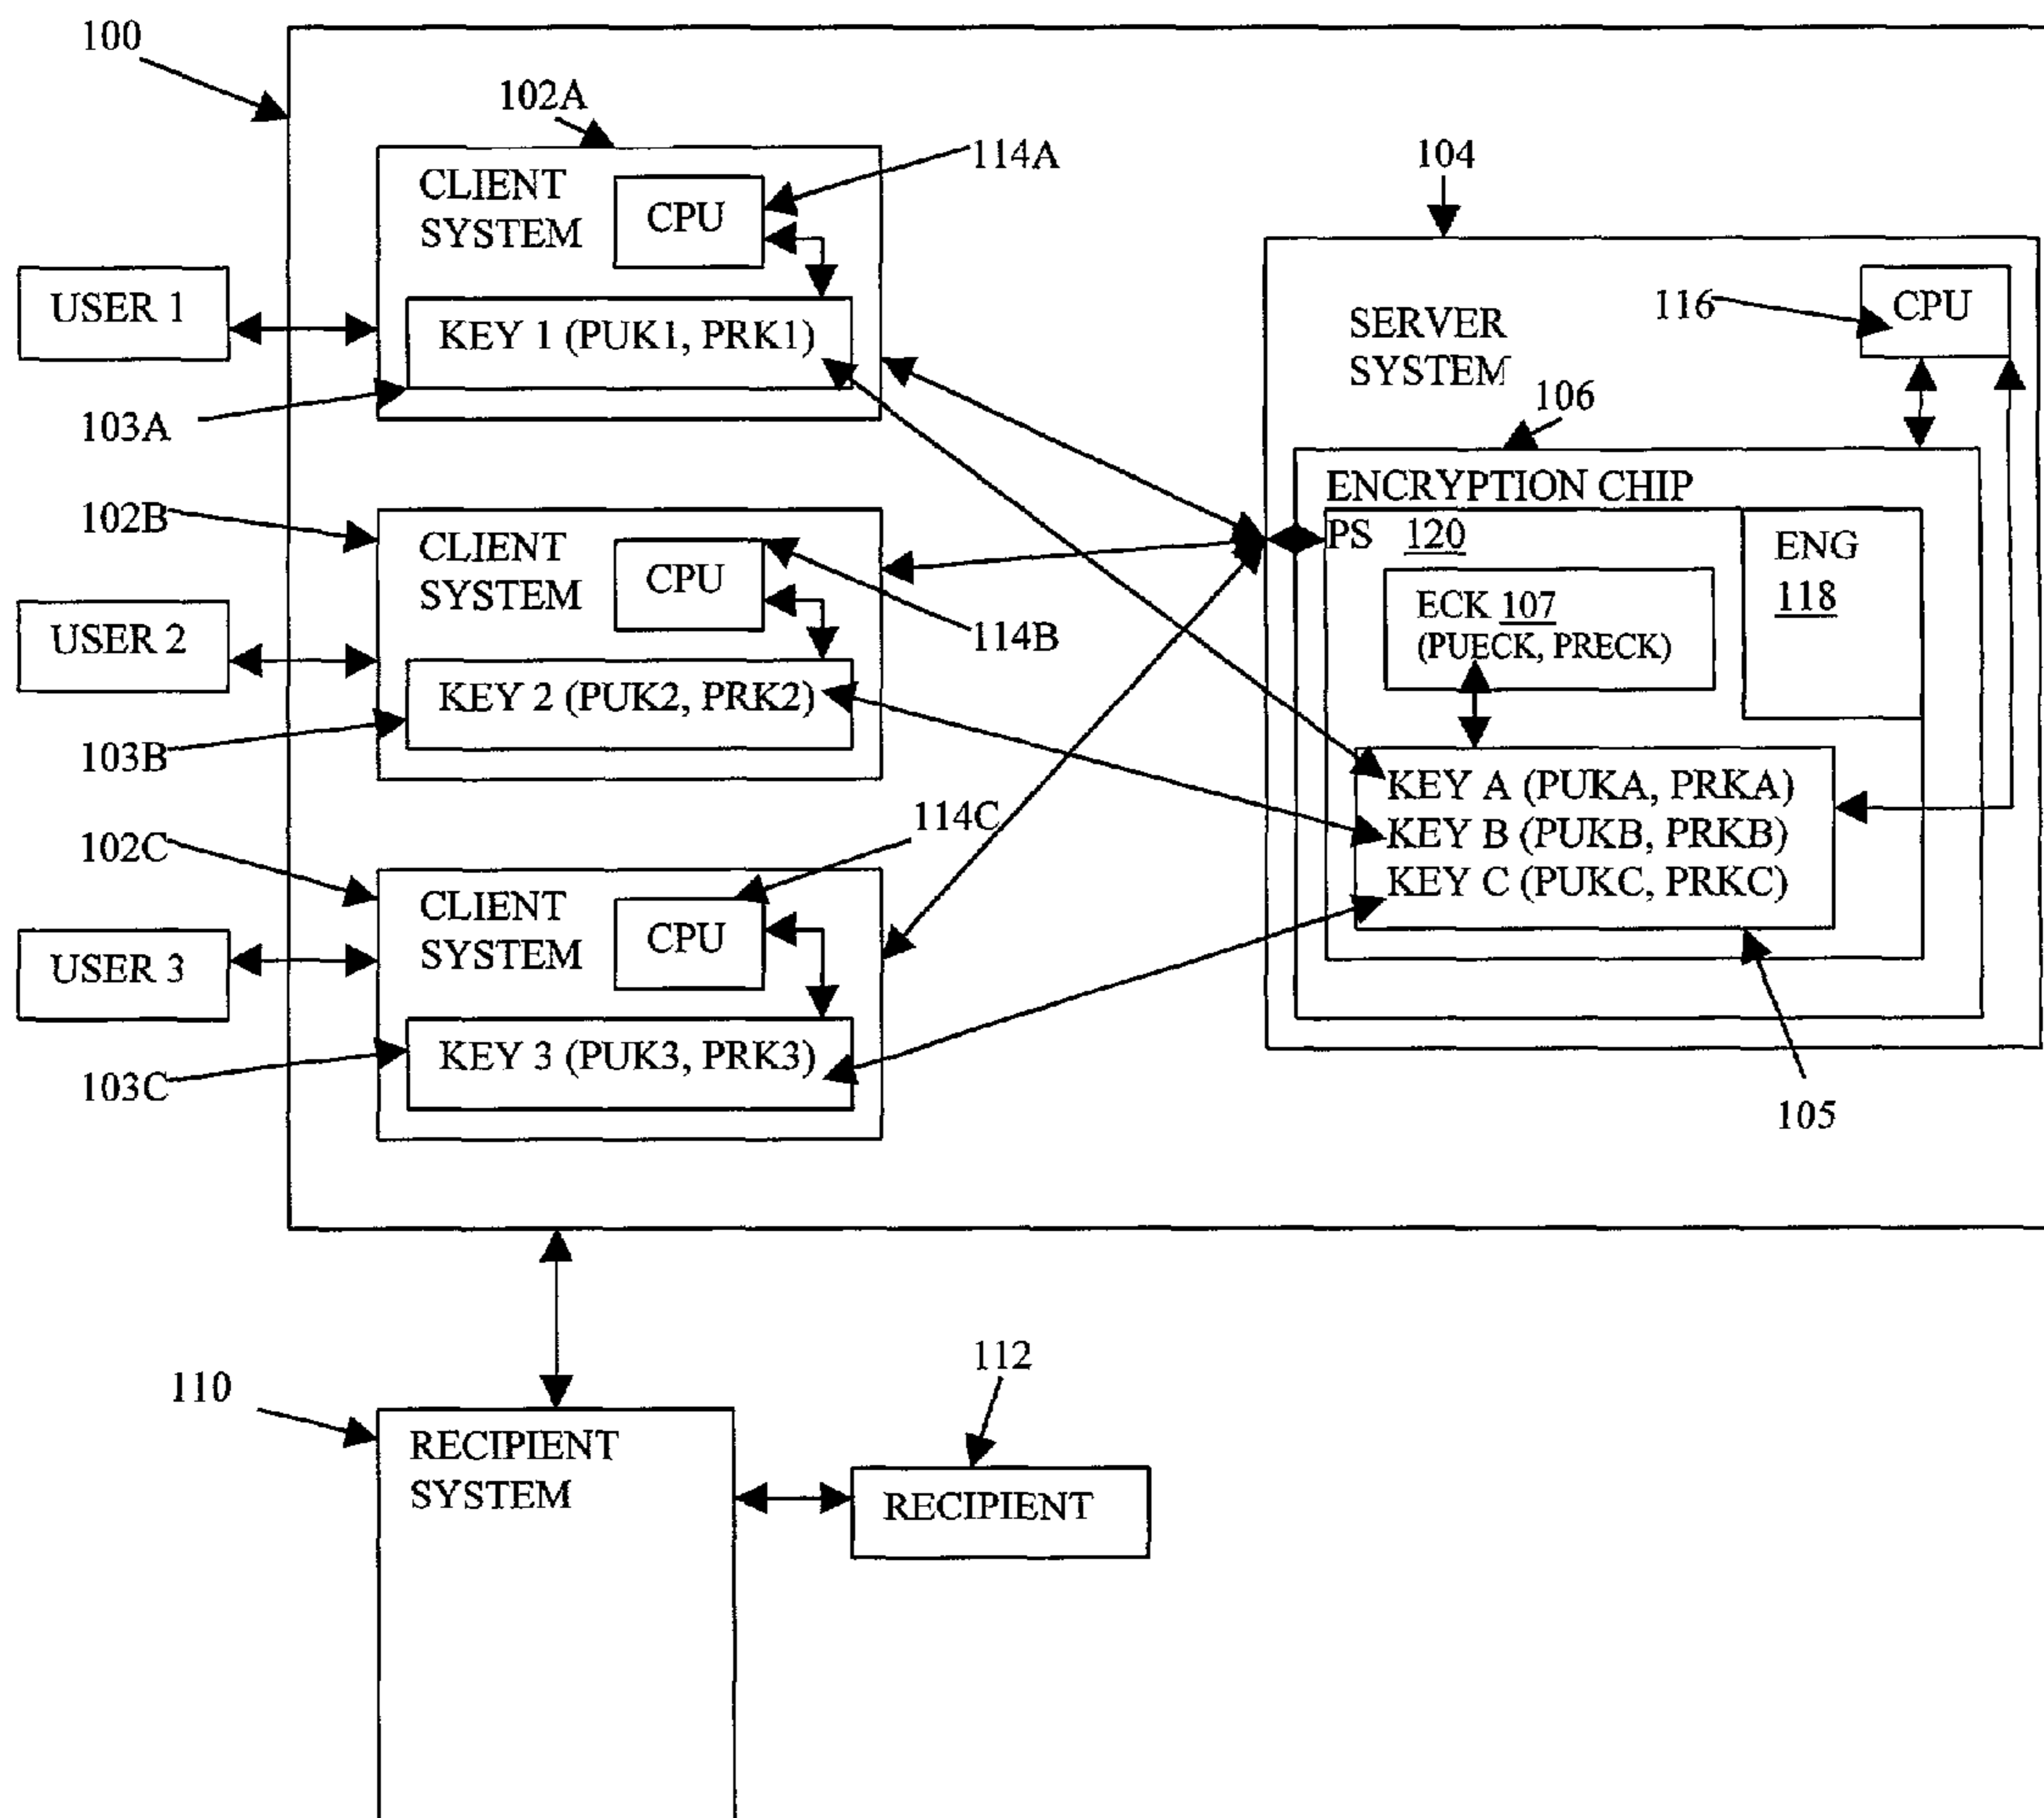 100
102A
114A
CLIENT
SYSTEM
CPU
KEY 1 (PUK1, PRK1)
USER 1
103A
104
116
CPU
SERVER
SYSTEM
106
ENCRYPTION CHIP
PS 120
ENG
118
ECK 107
(PUECK, PRECK)
KEY A (PUKA, PRKA)
KEY B (PUKB, PRKB)
KEY C (PUKC, PRKC)
105
102B
CLIENT
SYSTEM
CPU
114B
USER 2
KEY 2 (PUK2, PRK2)
103B
102C
114C
CLIENT
SYSTEM
CPU
USER 3
KEY 3 (PUK3, PRK3)
103C
110
RECIPIENT
SYSTEM
112
RECIPIENT